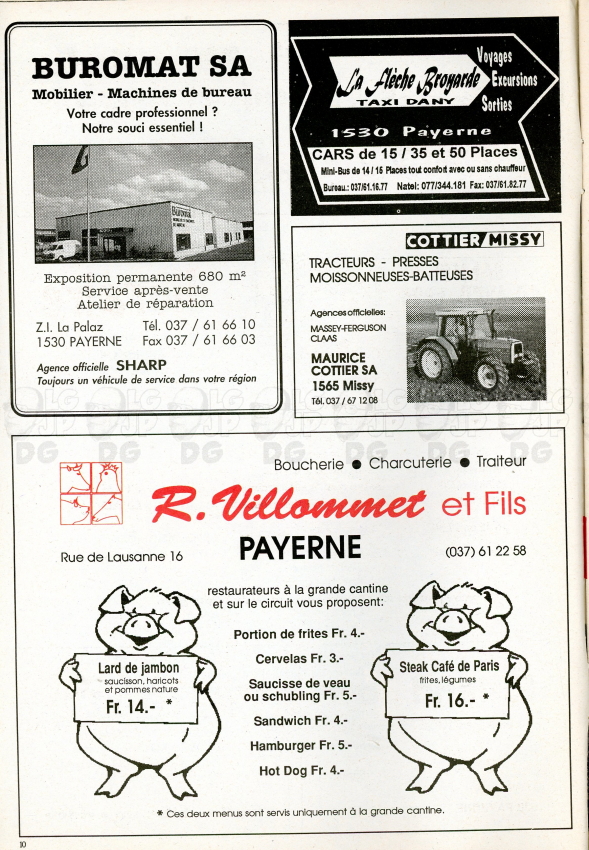 BUROMAT SA
Mobilier - Machines de bureau
Votre cadre professionnel ?
Notre souci essentiel !
BUROMAT
Exposition permanente 680 m²
Service après-vente
Atelier de réparation
Z.I. La Palaz
1530 PAYERNE
Tél. 037 / 61 66 10
Fax 037 / 61 66 03
Agence officielle SHARP
Toujours un véhicule de service dans votre région
La Flèche Broyarde
TAXI DANY
Voyages
Excursions
Sorties
1530 Payerne
CARS de 15 / 35 et 50 Places
Mini-Bus de 14 / 15 Places tout confort avec ou sans chauffeur
Bureau.: 037/61.16.77 Natel: 077/344.181 Fax: 037/61.82.77
COTTIER/MISSY
TRACTEURS - PRESSES
MOISSONNEUSES-BATTEUSES
Agences officielles:
MASSEY-FERGUSON
CLAAS
MAURICE
COTTIER SA
1565 Missy
Tél. 037 / 67 12 08
Boucherie ● Charcuterie ● Traiteur
R. Villommet et Fils
Rue de Lausanne 16
PAYERNE
(037) 61 22 58
restaurateurs à la grande cantine
et sur le circuit vous proposent:
Portion de frites Fr. 4.-
Cervelas Fr. 3.-
Saucisse de veau
ou schubling Fr. 5.-
Sandwich Fr. 4.-
Hamburger Fr. 5.-
Hot Dog Fr. 4.-
Lard de jambon
saucisson, haricots
et pommes nature
Fr. 14.- *
Steak Café de Paris
frites, légumes
Fr. 16.- *
* Ces deux menus sont servis uniquement à la grande cantine.
10